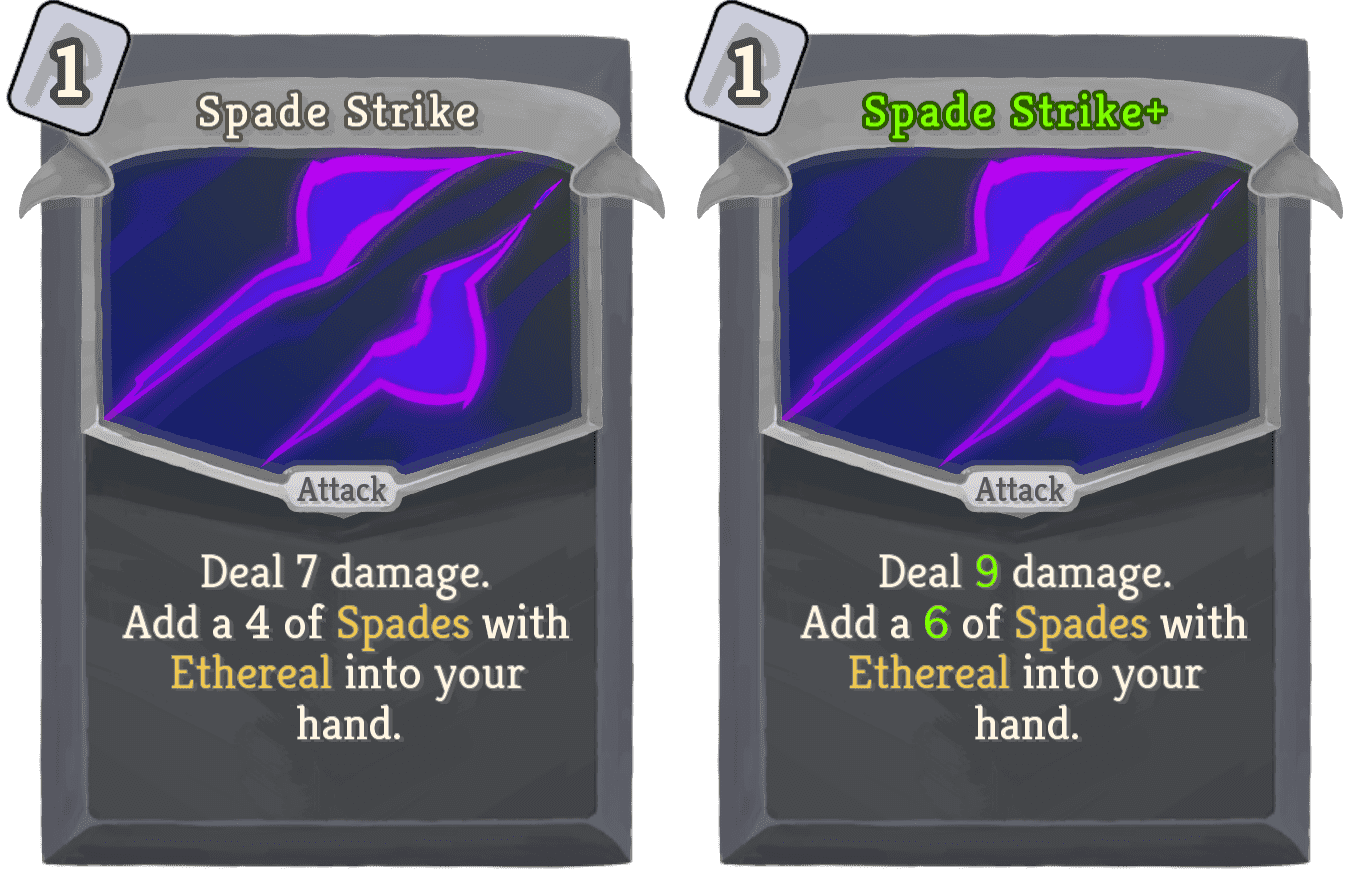 1
Spade Strike
Attack
Deal 7 damage.
Add a 4 of Spades with
Ethereal into your
hand.
1
Spade Strike+
Attack
Deal 9 damage.
Add a 6 of Spades with
Ethereal into your
hand.